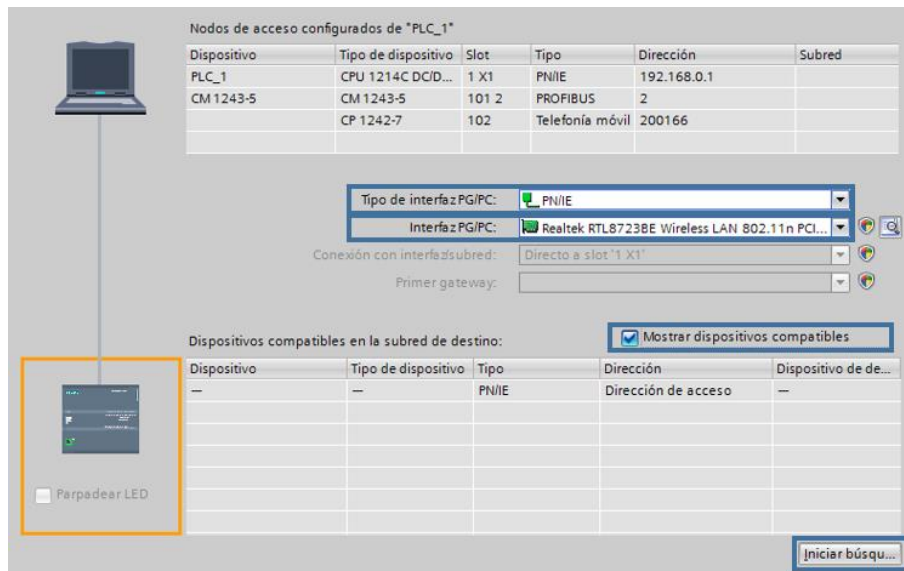 Nodos de acceso configurados de "PLC_1"
Dispositivo Tipo de dispositivo Slot Tipo Dirección Subred
PLC_1 CPU 1214C DC/D... 1 X1 PN/IE 192.168.0.1
CM 1243-5 CM 1243-5 101 2 PROFIBUS 2
CP 1242-7 102 Telefonía móvil 200166
Tipo de interfaz PG/PC: PN/IE
Interfaz PG/PC: Realtek RTL8723BE Wireless LAN 802.11n PCI...
Conexión con interfaz/subred: Directo a slot '1 X1'
Primer gateway:
Dispositivos compatibles en la subred de destino: Mostrar dispositivos compatibles
Dispositivo Tipo de dispositivo Tipo Dirección Dispositivo de de...
— — PN/IE Dirección de acceso —
Parpadear LED
Iniciar búsqu...